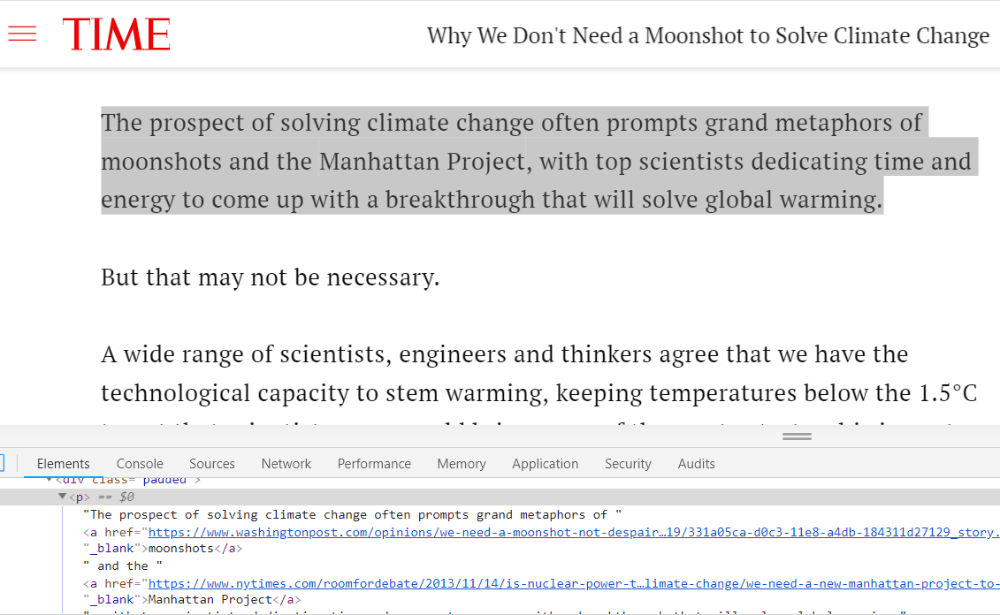 TIME
Why We Don't Need a Moonshot to Solve Climate Change
The prospect of solving climate change often prompts grand metaphors of
moonshots and the Manhattan Project, with top scientists dedicating time and
energy to come up with a breakthrough that will solve global warming.
But that may not be necessary.
A wide range of scientists, engineers and thinkers agree that we have the
technological capacity to stem warming, keeping temperatures below the 1.5°C
Elements Console Sources Network Performance Memory Application Security Audits
<div class="padded">
▼<p> == $0
"The prospect of solving climate change often prompts grand metaphors of "
<a href="https://www.washingtonpost.com/opinions/we-need-a-moonshot-not-despair…19/331a05ca-d0c3-11e8-a4db-184311d27129_story.
"_blank">moonshots</a>
" and the "
<a href="https://www.nytimes.com/roomfordebate/2013/11/14/is-nuclear-power-t…limate-change/we-need-a-new-manhattan-project-to-
"_blank">Manhattan Project</a>